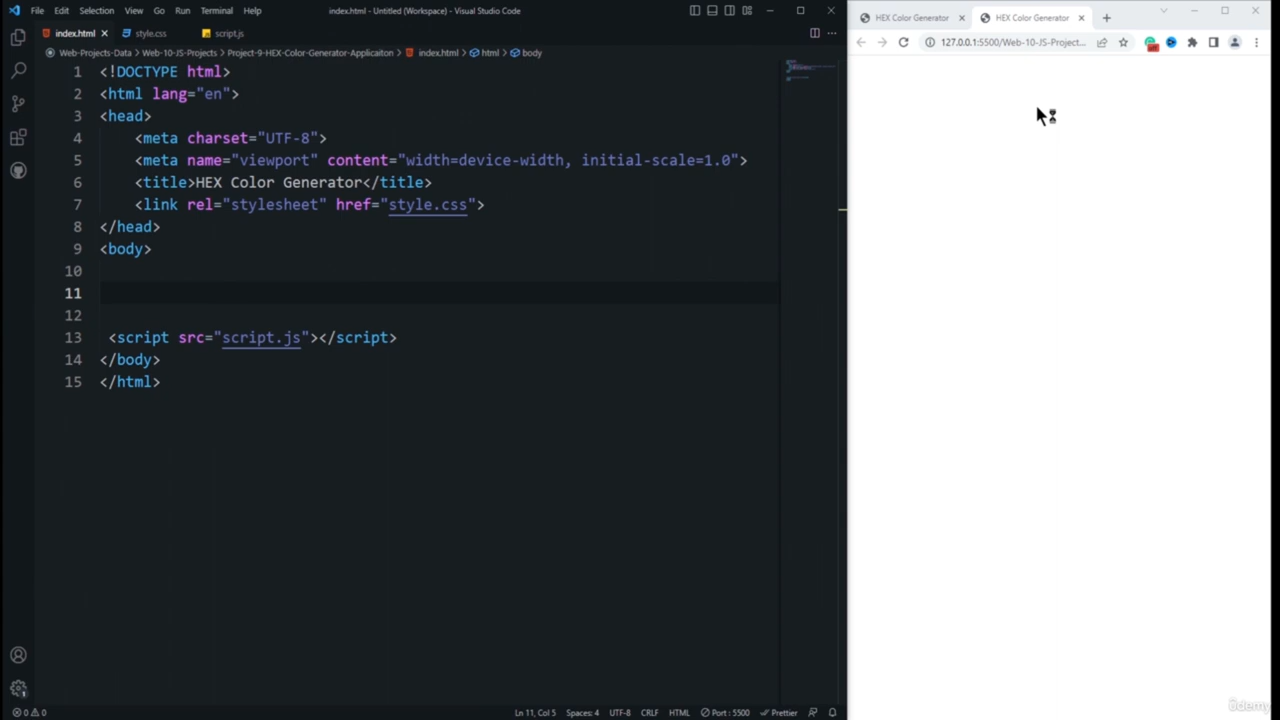 File Edit Selection View Go Run Terminal Help
index.html - Untitled (Workspace) - Visual Studio Code
index.html
style.css
script.js
Web-Projects-Data > Web-10-JS-Projects > Project-9-HEX-Color-Generator-Applicaiton > index.html > html > body
1 <!DOCTYPE html>
2 <html lang="en">
3 <head>
4 <meta charset="UTF-8">
5 <meta name="viewport" content="width=device-width, initial-scale=1.0">
6 <title>HEX Color Generator</title>
7 <link rel="stylesheet" href="style.css">
8 </head>
9 <body>
10
11
12
13 <script src="script.js"></script>
14 </body>
15 </html>
0 0
Ln 11, Col 5 Spaces: 4 UTF-8 CRLF HTML Port : 5500 Prettier
HEX Color Generator
HEX Color Generator
127.0.0.1:5500/Web-10-JS-Project...
ûdemy